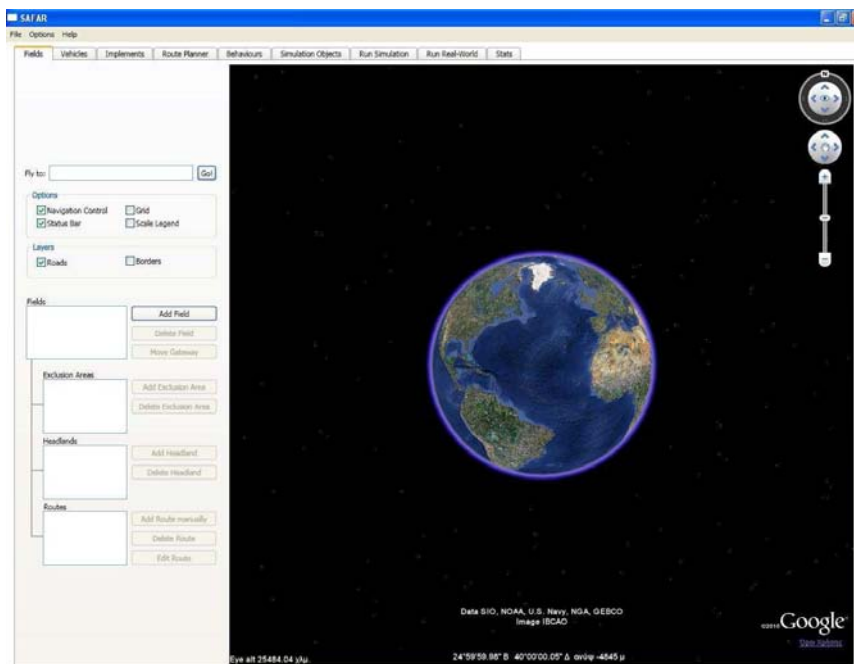 SAFAR
File Options Help
Fields Vehicles Implements Route Planner Behaviours Simulation Objects Run Simulation Run Real-World Stats
N
Fly to: Go!
Options
Navigation Control Grid
Status Bar Scale Legend
Layers
Roads Borders
Fields
Add Field
Delete Field
Move Gateway
Exclusion Areas
Add Exclusion Area
Delete Exclusion Area
Headlands
Add Headland
Delete Headland
Routes
Add Route manually
Delete Route
Edit Route
Data SIO, NOAA, U.S. Navy, NGA, GEBCO
Image IBCAO
©2010 Google
Eye alt 25484.04 χλμ. 24°59'59.98" Β 40°00'00.05" Δ ανύψ -4845 μ